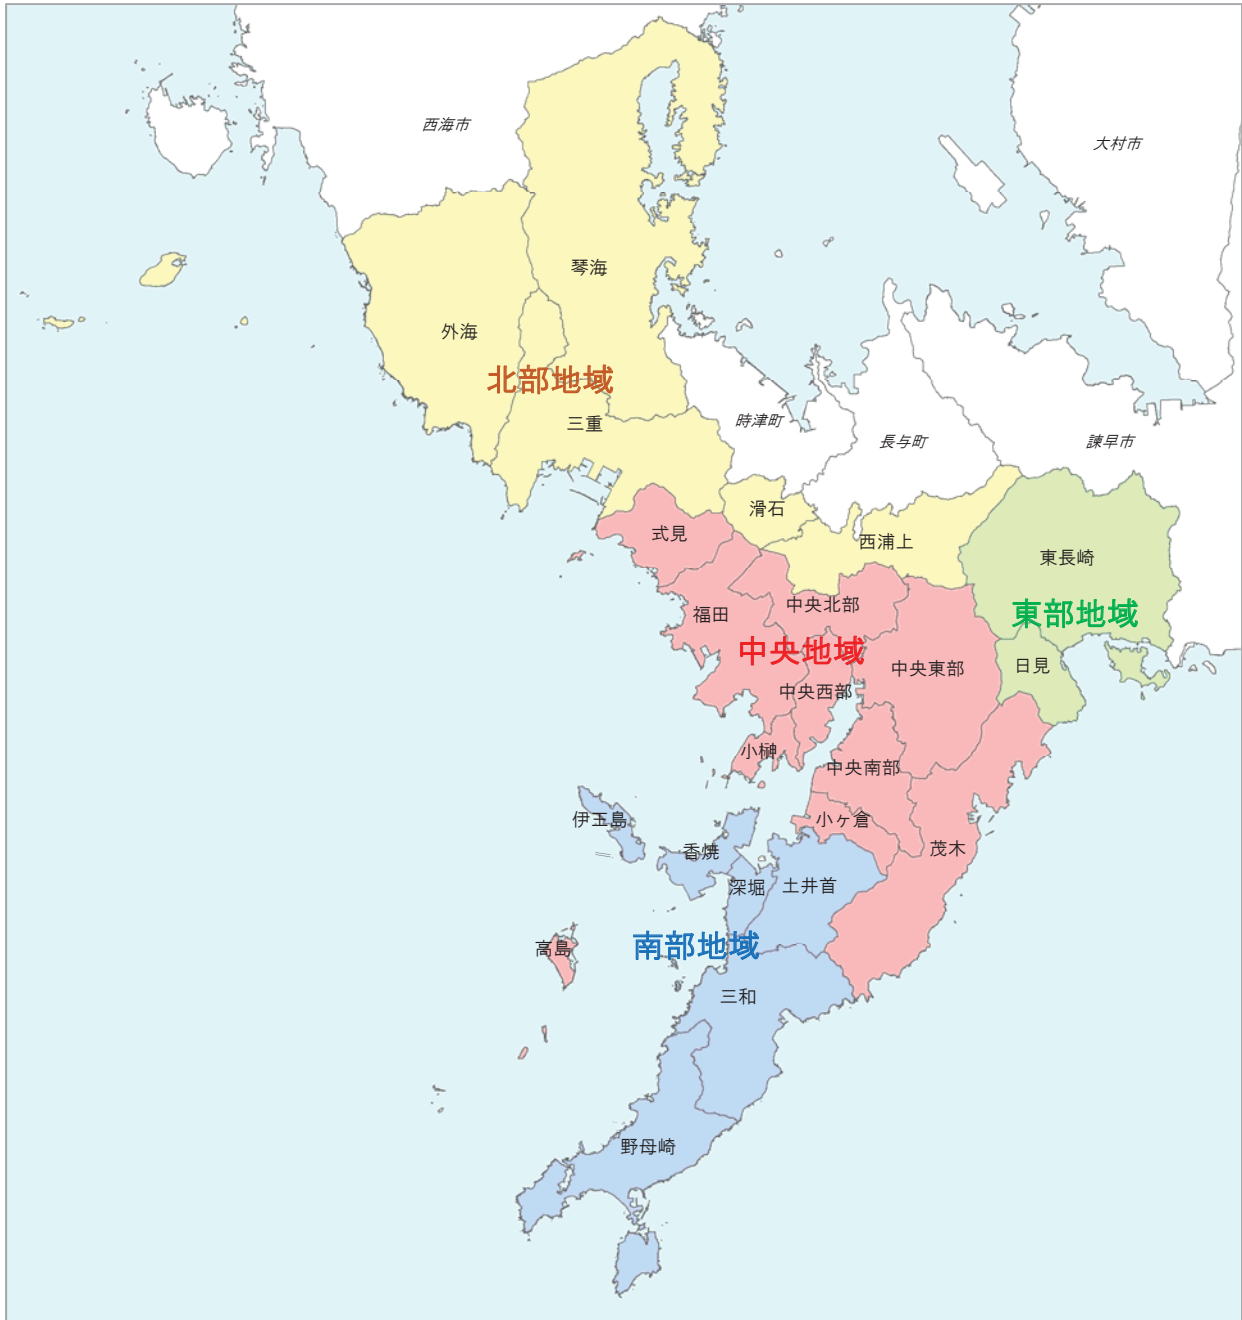 西海市
大村市
琴海
外海
北部地域
三重
時津町
長与町
諫早市
滑石
式見
西浦上
東長崎
中央北部
福田
東部地域
中央地域
日見
中央東部
中央西部
小榊
中央南部
伊王島
小ヶ倉
香焼
茂木
深堀
土井首
高島
南部地域
三和
野母崎